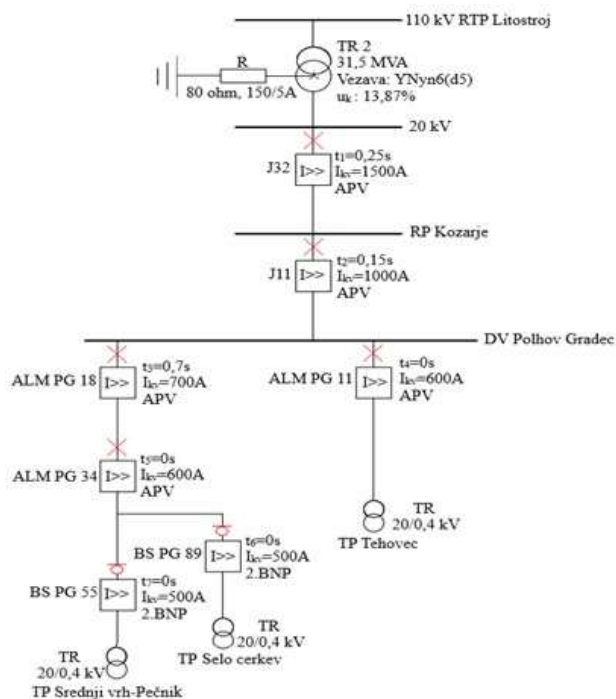 110 kV RTP Litostroj
TR 2
31,5 MVA
Vezava: YNyn6(d5)
uk: 13,87%
R
80 ohm, 150/5A
20 kV
J32
I>>
t1=0,25s
Ikv=1500A
APV
RP Kozarje
J11
I>>
t2=0,15s
Ikv=1000A
APV
DV Polhov Gradec
ALM PG 18
I>>
t3=0,7s
Ikv=700A
APV
ALM PG 11
I>>
t4=0s
Ikv=600A
APV
ALM PG 34
I>>
t5=0s
Ikv=600A
APV
TR
20/0,4 kV
TP Tehovec
BS PG 89
I>>
t6=0s
Ikv=500A
2.BNP
BS PG 55
I>>
t7=0s
Ikv=500A
2.BNP
TR
20/0,4 kV
TP Selo cerkev
TR
20/0,4 kV
TP Srednji vrh-Pečnik